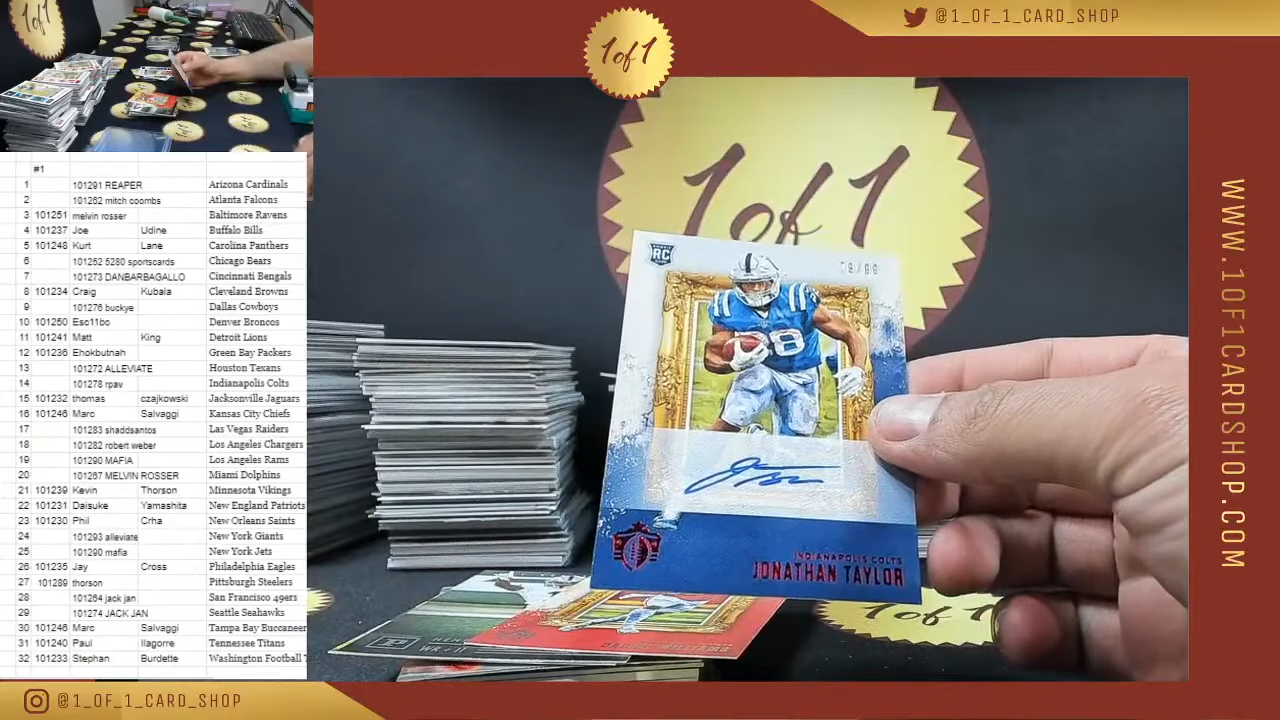 1of1
1of1
@1_OF_1_CARD_SHOP
1of1
#1
1 101291 REAPER Arizona Cardinals
2 101262 mitch coombs Atlanta Falcons
3 101251 melvin rosser Baltimore Ravens
4 101237 Joe Udine Buffalo Bills
5 101248 Kurt Lane Carolina Panthers
6 101252 5280 sportscards Chicago Bears
7 101273 DANBARBAGALLO Cincinnati Bengals
8 101234 Craig Kubala Cleveland Browns
9 101276 buckye Dallas Cowboys
10 101250 Esc11bo Denver Broncos
11 101241 Matt King Detroit Lions
12 101236 Ehokbutnah Green Bay Packers
13 101272 ALLEVIATE Houston Texans
14 101278 rpav Indianapolis Colts
15 101232 thomas czajkowski Jacksonville Jaguars
16 101246 Marc Salvaggi Kansas City Chiefs
17 101283 shaddsantos Las Vegas Raiders
18 101282 robert weber Los Angeles Chargers
19 101290 MAFIA Los Angeles Rams
20 101267 MELVIN ROSSER Miami Dolphins
21 101239 Kevin Thorson Minnesota Vikings
22 101231 Daisuke Yamashita New England Patriots
23 101230 Phil Crha New Orleans Saints
24 101293 alleviate New York Giants
25 101290 mafia New York Jets
26 101235 Jay Cross Philadelphia Eagles
27 101289 thorson Pittsburgh Steelers
28 101264 jack jan San Francisco 49ers
29 101274 JACK JAN Seattle Seahawks
30 101246 Marc Salvaggi Tampa Bay Buccaneer
31 101240 Paul Ilagorre Tennessee Titans
32 101233 Stephan Burdette Washington Football T
RC
INDIANAPOLIS COLTS
JONATHAN TAYLOR
WR
WILLIAMS
1of1
WWW.1OF1CARDSHOP.COM
@1_OF_1_CARD_SHOP